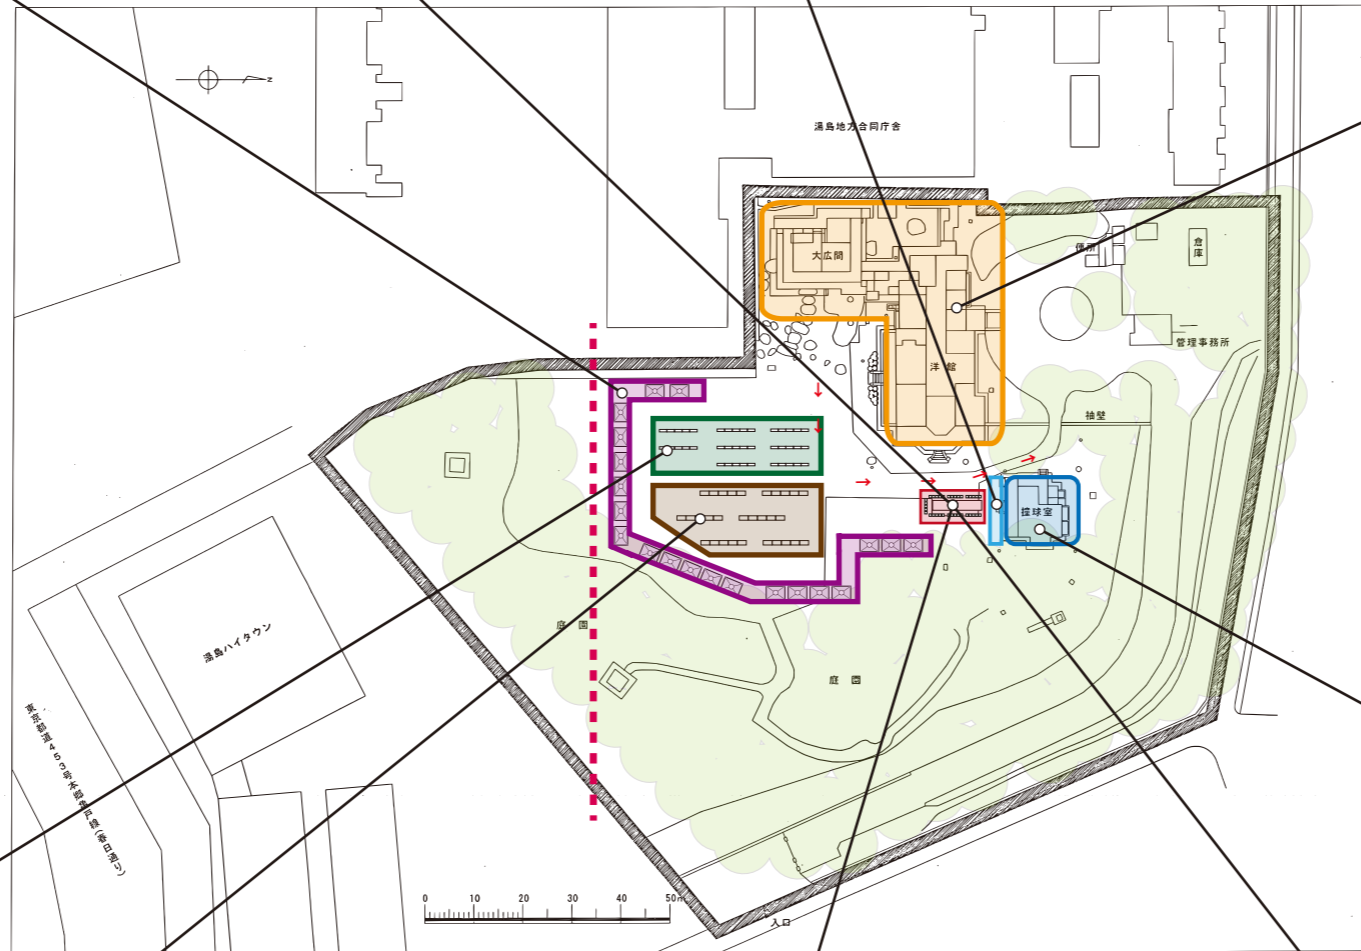 N
湯島地方合同庁舎
大広間
便所
倉庫
洋館
管理事務所
袖壁
撞球室
庭園
庭園
湯島ハイタウン
東京都道453号本郷亀戸線(春日通り)
0 10 20 30 40 50m
入口